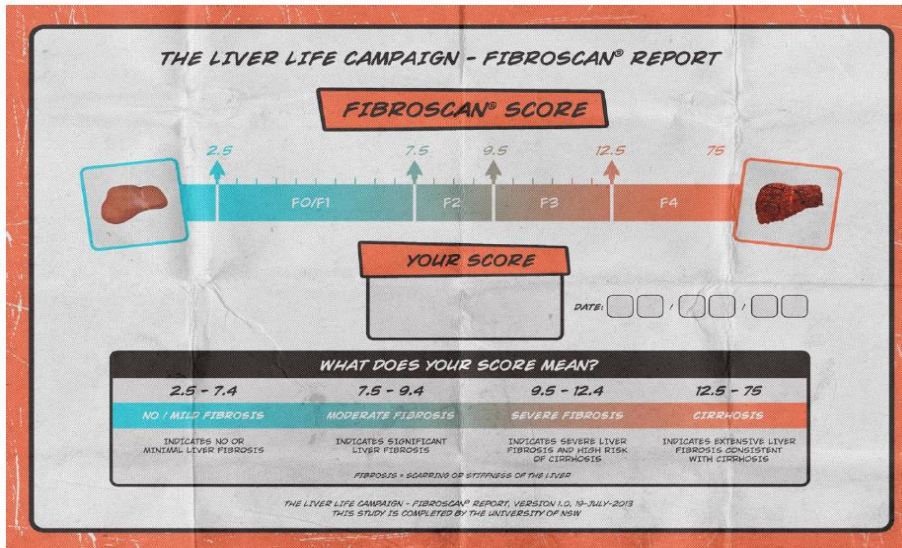 THE LIVER LIFE CAMPAIGN - FIBROSCAN® REPORT
FIBROSCAN® SCORE
2.5 7.5 9.5 12.5 75
F0/F1 F2 F3 F4
YOUR SCORE
DATE: / /
WHAT DOES YOUR SCORE MEAN?
2.5 - 7.4 7.5 - 9.4 9.5 - 12.4 12.5 - 75
NO / MILD FIBROSIS MODERATE FIBROSIS SEVERE FIBROSIS CIRRHOSIS
INDICATES NO OR INDICATES SIGNIFICANT INDICATES SEVERE LIVER INDICATES EXTENSIVE LIVER
MINIMAL LIVER FIBROSIS LIVER FIBROSIS FIBROSIS AND HIGH RISK FIBROSIS CONSISTENT
OF CIRRHOSIS WITH CIRRHOSIS
FIBROSIS = SCARRING OR STIFFNESS OF THE LIVER
THE LIVER LIFE CAMPAIGN - FIBROSCAN® REPORT, VERSION 1.0, 19-JULY-2013
THIS STUDY IS COMPLETED BY THE UNIVERSITY OF NSW